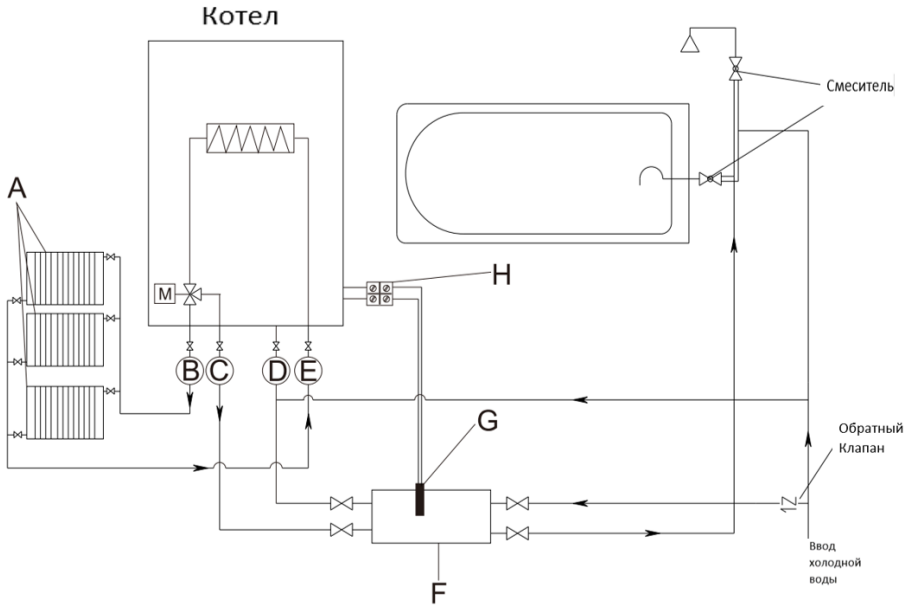 Котел
Смеситель
A
H
M
B C D E
G
Обратный
Клапан
Ввод
холодной
воды
F